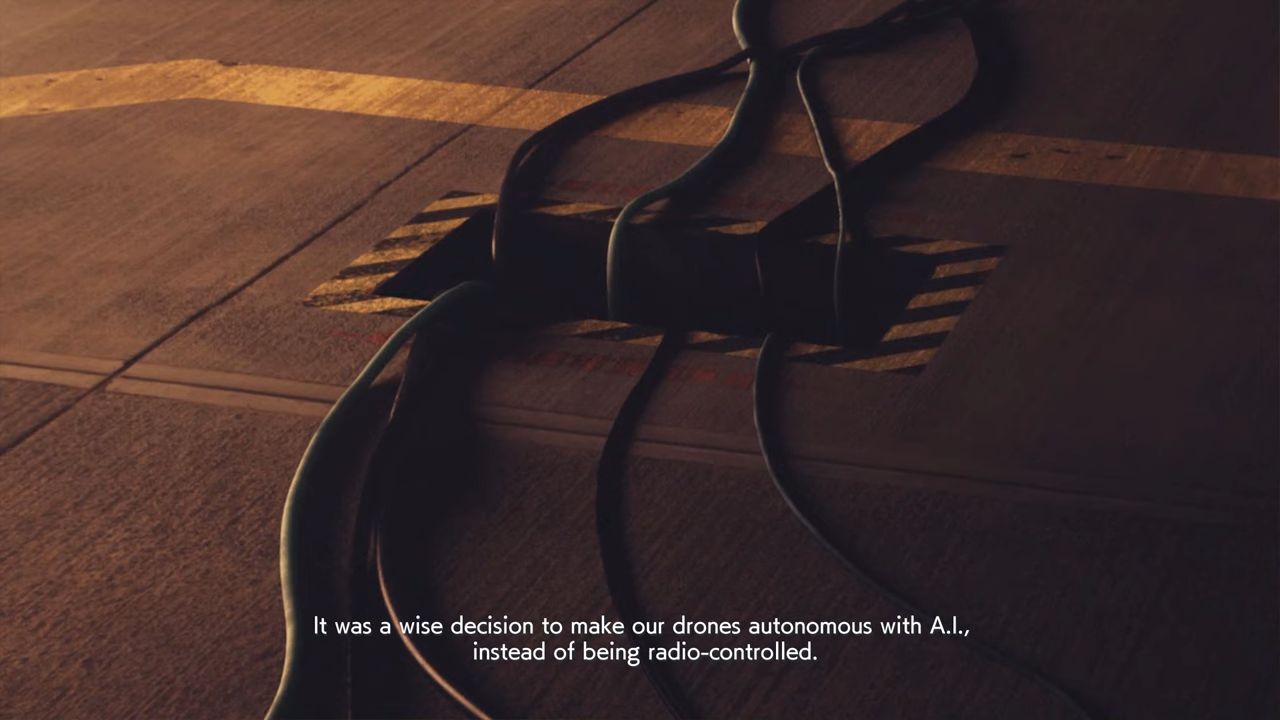 It was a wise decision to make our drones autonomous with A.I.,
instead of being radio-controlled.